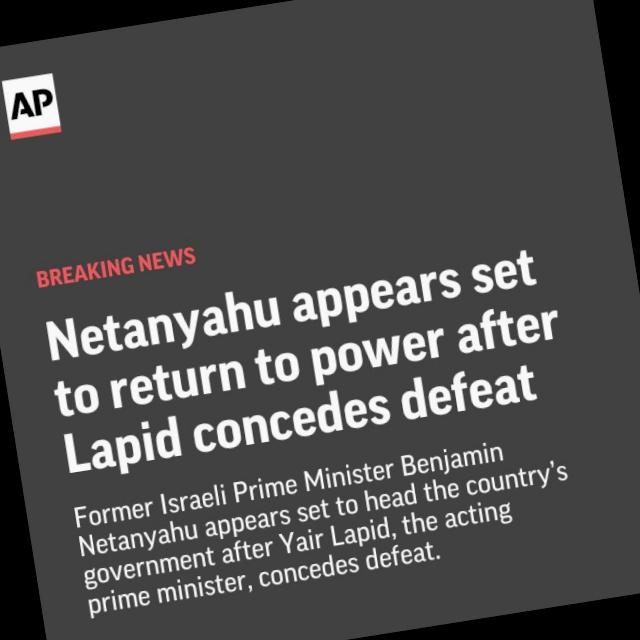 AP
BREAKING NEWS
Netanyahu appears set
to return to power after
Lapid concedes defeat
Former Israeli Prime Minister Benjamin
Netanyahu appears set to head the country’s
government after Yair Lapid, the acting
prime minister, concedes defeat.